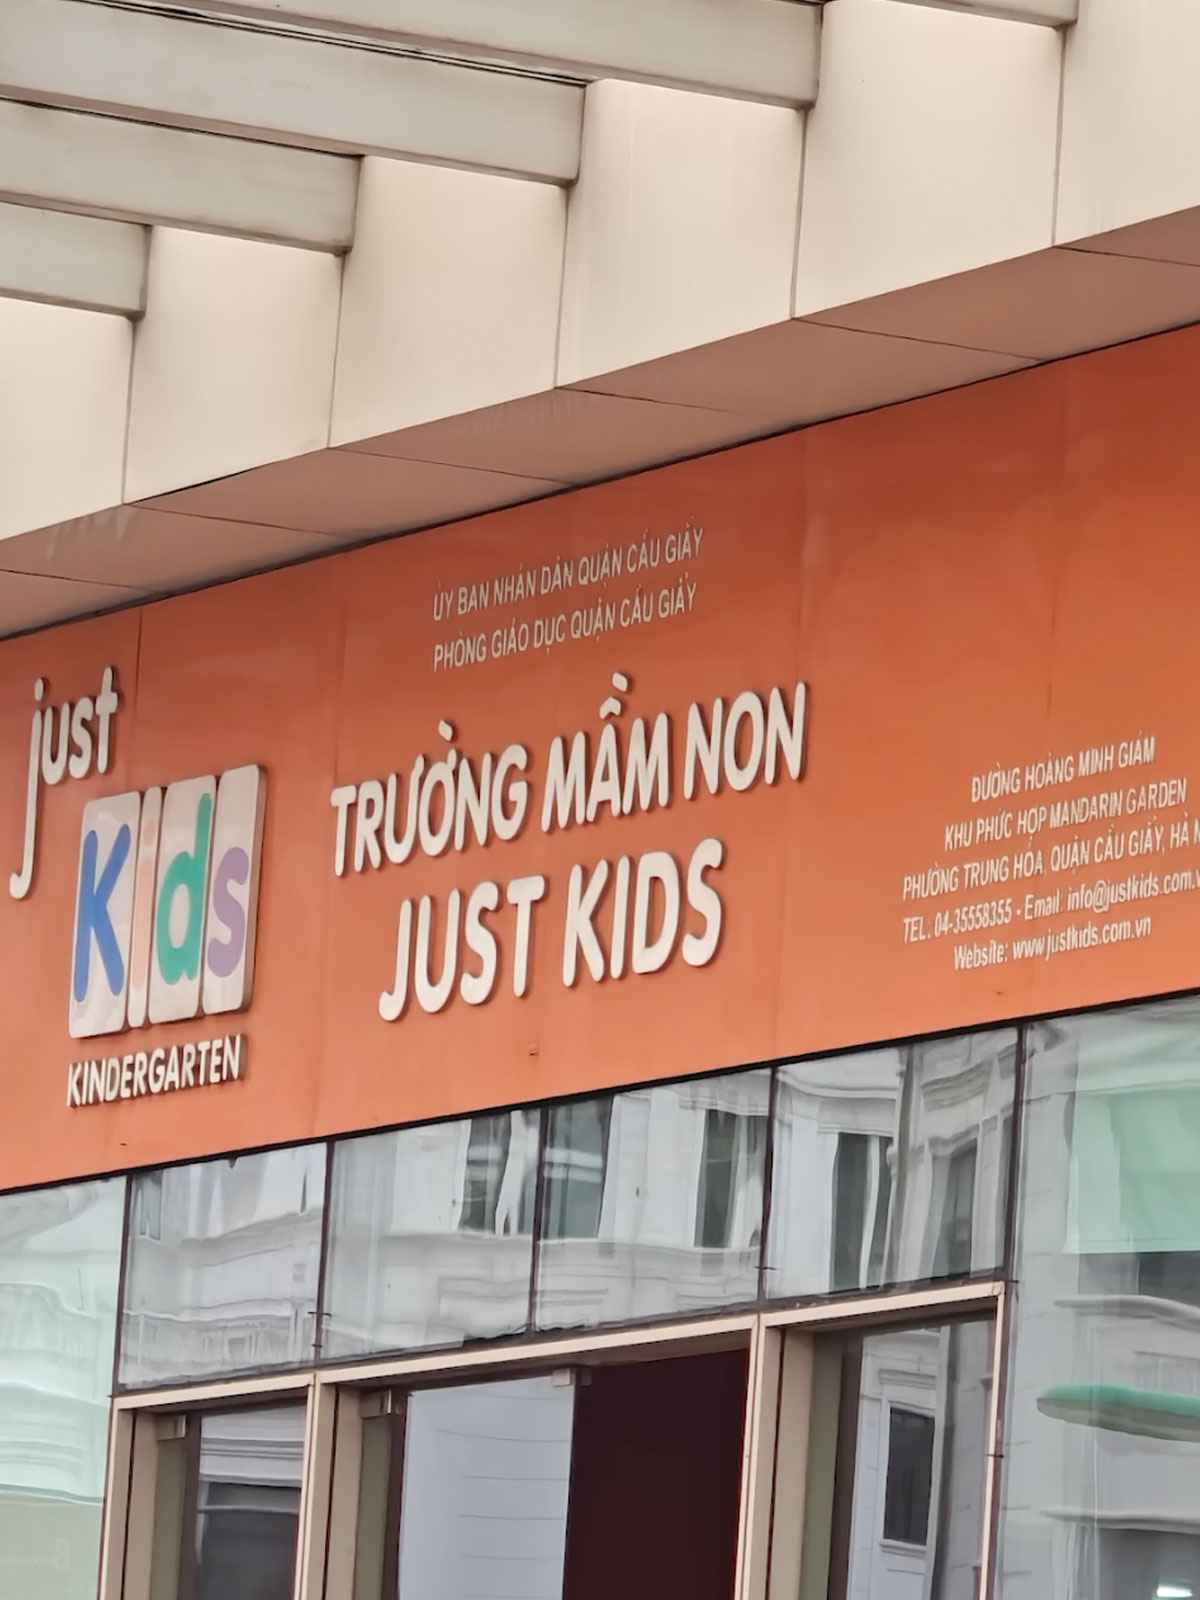 just
Kids
KINDERGARTEN
ỦY BAN NHÂN DÂN QUẬN CẦU GIẤY
PHÒNG GIÁO DỤC QUẬN CẦU GIẤY
TRƯỜNG MẦM NON
JUST KIDS
ĐƯỜNG HOÀNG MINH GIÁM
KHU PHỨC HỢP MANDARIN GARDEN
PHƯỜNG TRUNG HÒA, QUẬN CẦU GIẤY, HÀ N
TEL: 04-35558355 • Email: info@justkids.com.v
Website: www.justkids.com.vn